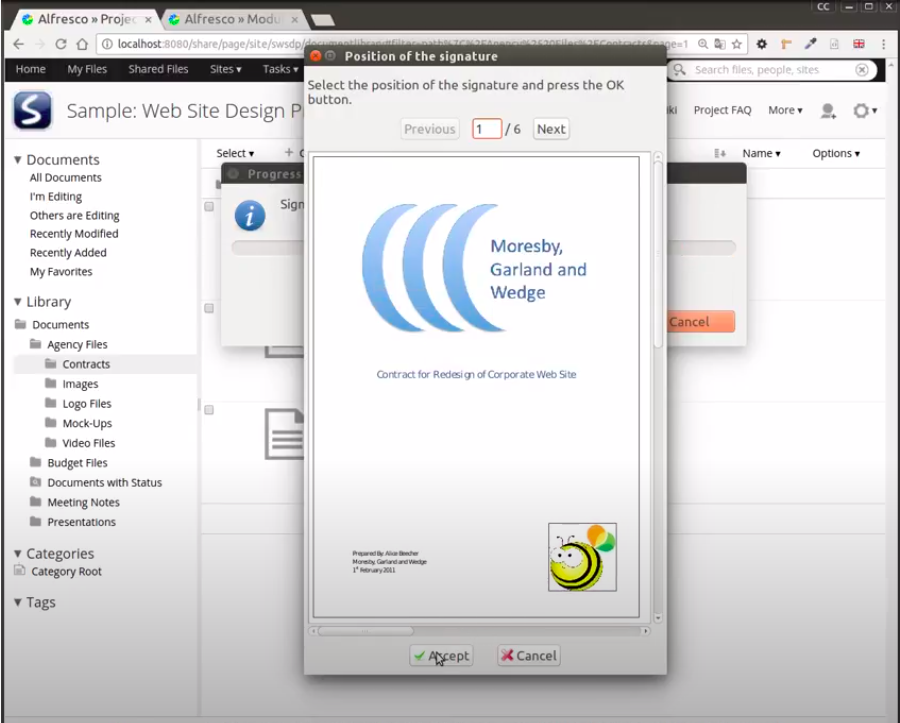 Alfresco » Projec ×
Alfresco » Modu ×
CC
localhost:8080/share/page/site/swsdp/documentlibrary#filter=path%7C%2FAgency%2520Files%2FContracts&page=1
Home My Files Shared Files Sites ▾ Tasks ▾
Search files, people, sites
Sample: Web Site Design P
ki Project FAQ More ▾
Select ▾ + C
Name ▾ Options ▾
▼ Documents
All Documents
I'm Editing
Others are Editing
Recently Modified
Recently Added
My Favorites
▼ Library
Documents
Agency Files
Contracts
Images
Logo Files
Mock-Ups
Video Files
Budget Files
Documents with Status
Meeting Notes
Presentations
▼ Categories
Category Root
▼ Tags
Progress
Sign
Cancel
Position of the signature
Select the position of the signature and press the OK
button.
Previous 1 / 6 Next
Moresby,
Garland and
Wedge
Contract for Redesign of Corporate Web Site
Prepared By: Alice Beecher
Moresby, Garland and Wedge
1st February 2011
Accept Cancel